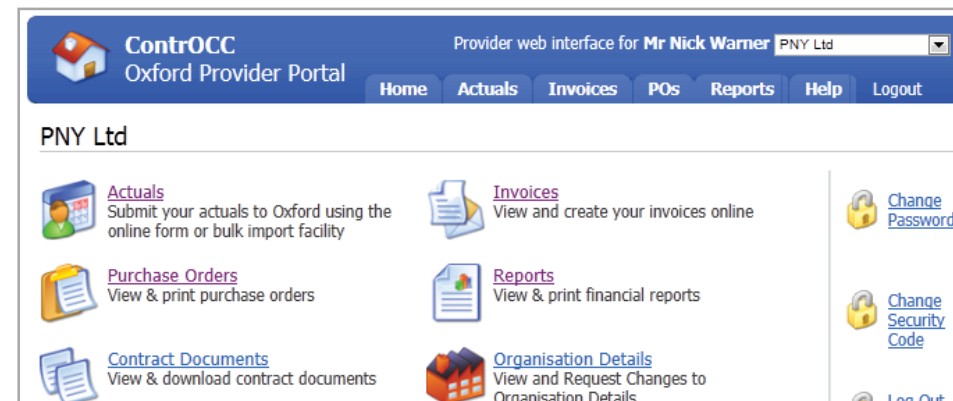 ContrOCC
Provider web interface for Mr Nick Warner PNY Ltd
Oxford Provider Portal
Home Actuals Invoices POs Reports Help Logout
PNY Ltd
Actuals
Submit your actuals to Oxford using the
online form or bulk import facility
Invoices
View and create your invoices online
Change
Password
Purchase Orders
View & print purchase orders
Reports
View & print financial reports
Change
Security
Code
Contract Documents
View & download contract documents
Organisation Details
View and Request Changes to
Organisation Details
Log Out